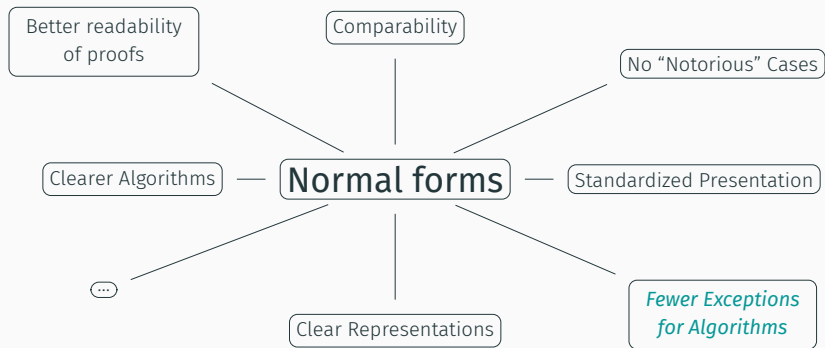 Better readability
of proofs
Comparability
No “Notorious” Cases
Clearer Algorithms
Normal forms
Standardized Presentation
...
Clear Representations
Fewer Exceptions
for Algorithms